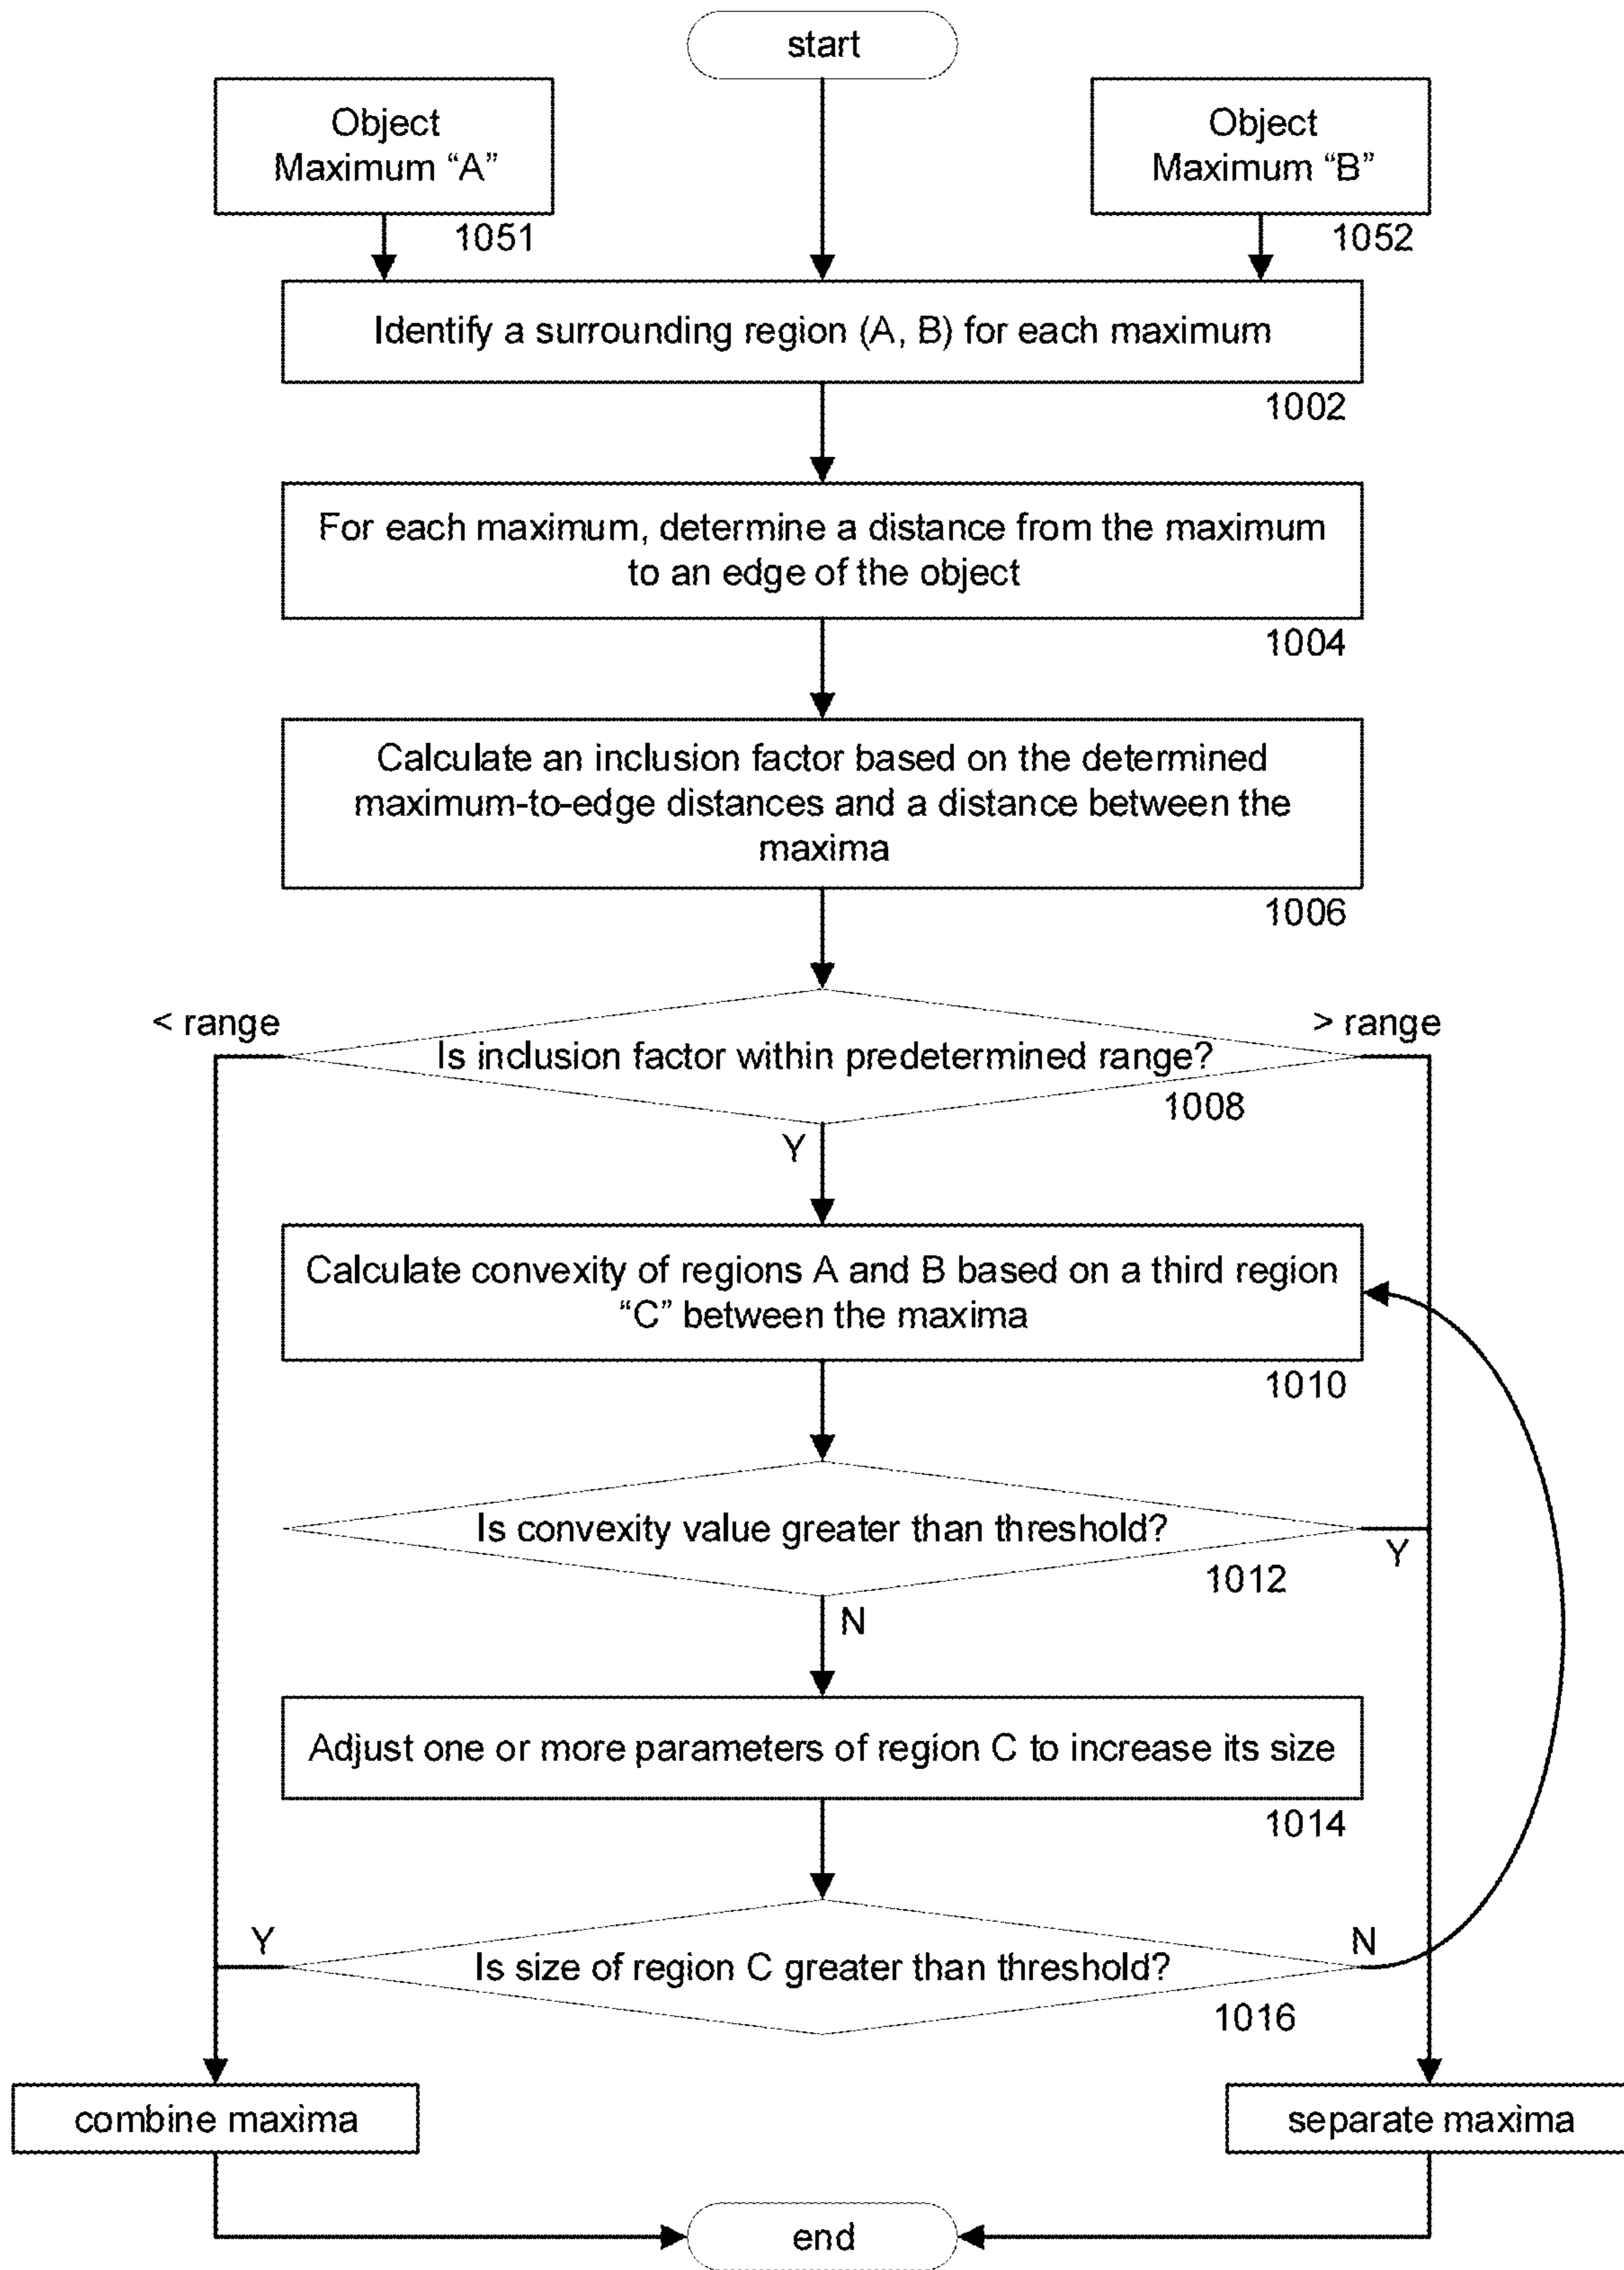 start
Object
Maximum “A”
1051
Object
Maximum “B”
1052
Identify a surrounding region (A, B) for each maximum
1002
For each maximum, determine a distance from the maximum
to an edge of the object
1004
Calculate an inclusion factor based on the determined
maximum-to-edge distances and a distance between the
maxima
1006
< range
> range
Is inclusion factor within predetermined range?
1008
Y
Calculate convexity of regions A and B based on a third region
“C” between the maxima
1010
Is convexity value greater than threshold?
Y
1012
N
Adjust one or more parameters of region C to increase its size
1014
Y
N
Is size of region C greater than threshold?
1016
combine maxima
separate maxima
end